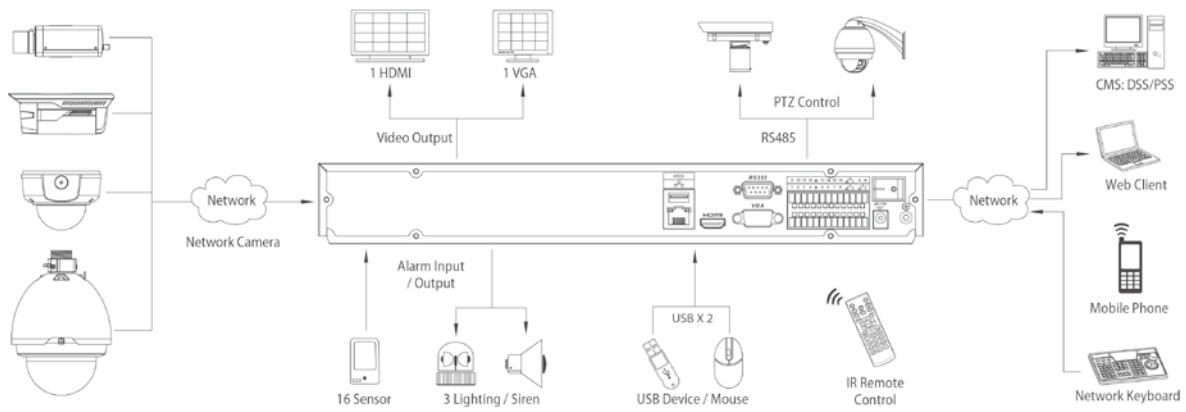 1 HDMI
1 VGA
Video Output
PTZ Control
RS485
CMS: DSS/PSS
Network
Network Camera
RS232
VGA
HDMI
Network
Web Client
Alarm Input
/ Output
USB X 2
Mobile Phone
16 Sensor
3 Lighting / Siren
USB Device / Mouse
IR Remote
Control
Network Keyboard